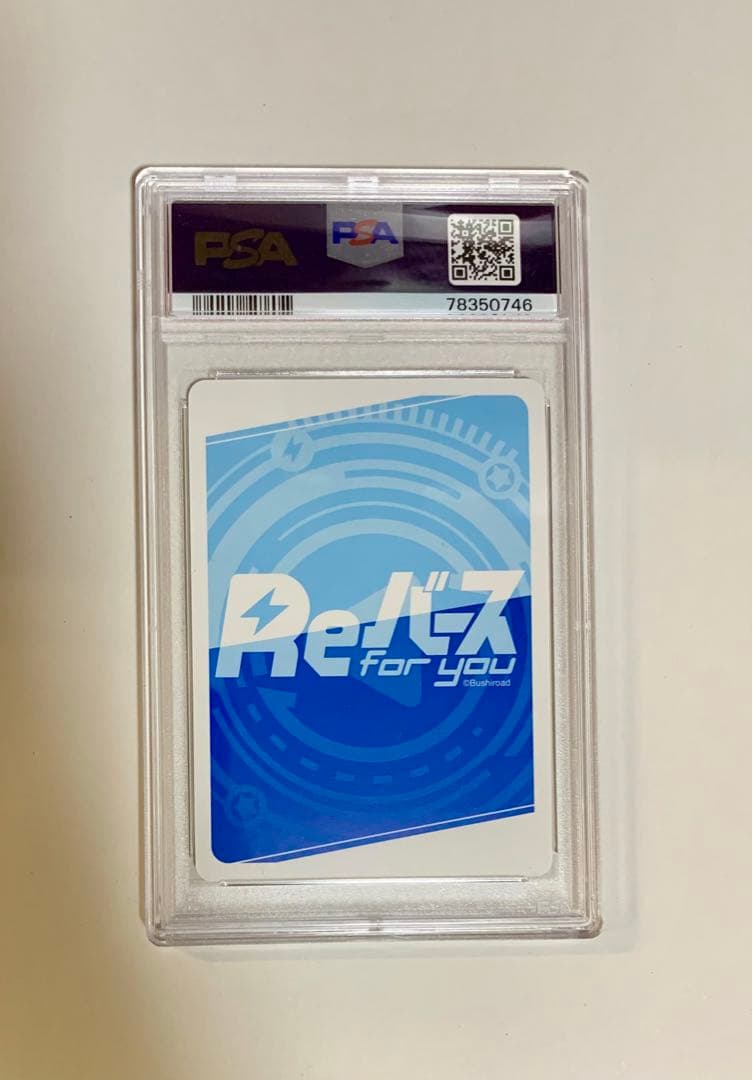 PSA
PSA
78350746
Reバース
for you
©Bushiroad